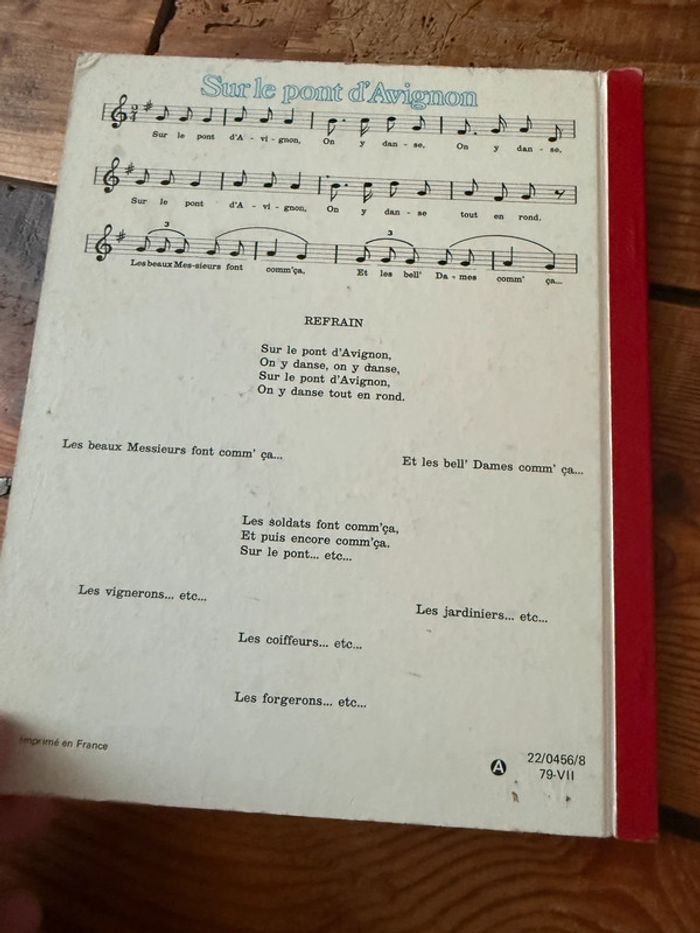 Sur le pont d'Avignon
2
4
Sur le pont d'A - vi - gnon, On y dan - se, On y dan - se,
Sur le pont d'A - vi - gnon, On y dan - se tout en rond.
3 3
Les beaux Mes-sieurs font comm'ça, Et les bell' Da - mes comm' ça...
REFRAIN
Sur le pont d'Avignon,
On y danse, on y danse,
Sur le pont d'Avignon,
On y danse tout en rond.
Les beaux Messieurs font comm' ça...
Et les bell' Dames comm' ça...
Les soldats font comm'ça,
Et puis encore comm'ça.
Sur le pont... etc...
Les vignerons... etc...
Les jardiniers... etc...
Les coiffeurs... etc...
Les forgerons... etc...
Imprimé en France
A
22/0456/8
79-VII